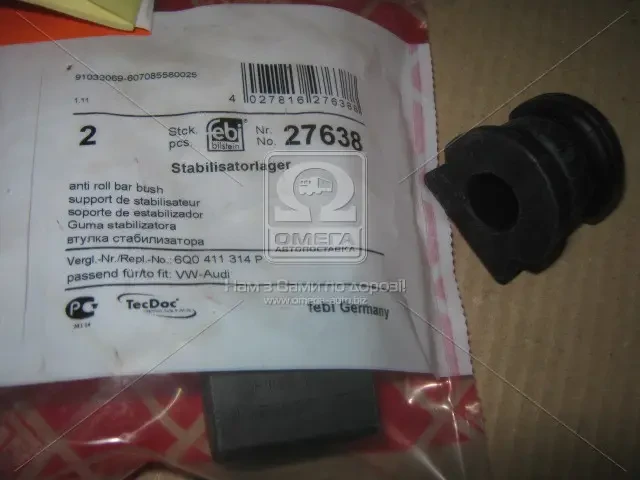 91032069-607085580025
1.11
4 027816 276388
2 Stck. pcs. febi bilstein Nr. No. 27638
Stabilisatorlager
anti roll bar bush
support de stabilisateur
soporte de estabilizador
Guma stabilizatora
втулка стабилизатора
Vergl.-Nr./Repl.-No.: 6Q0 411 314 P
passend für/to fit: VW-Audi
TecDoc
febi Germany
ОМЕГА
АВТОПОСТАВКА
Нам з Вами по дорозі!
www.omega-auto.biz